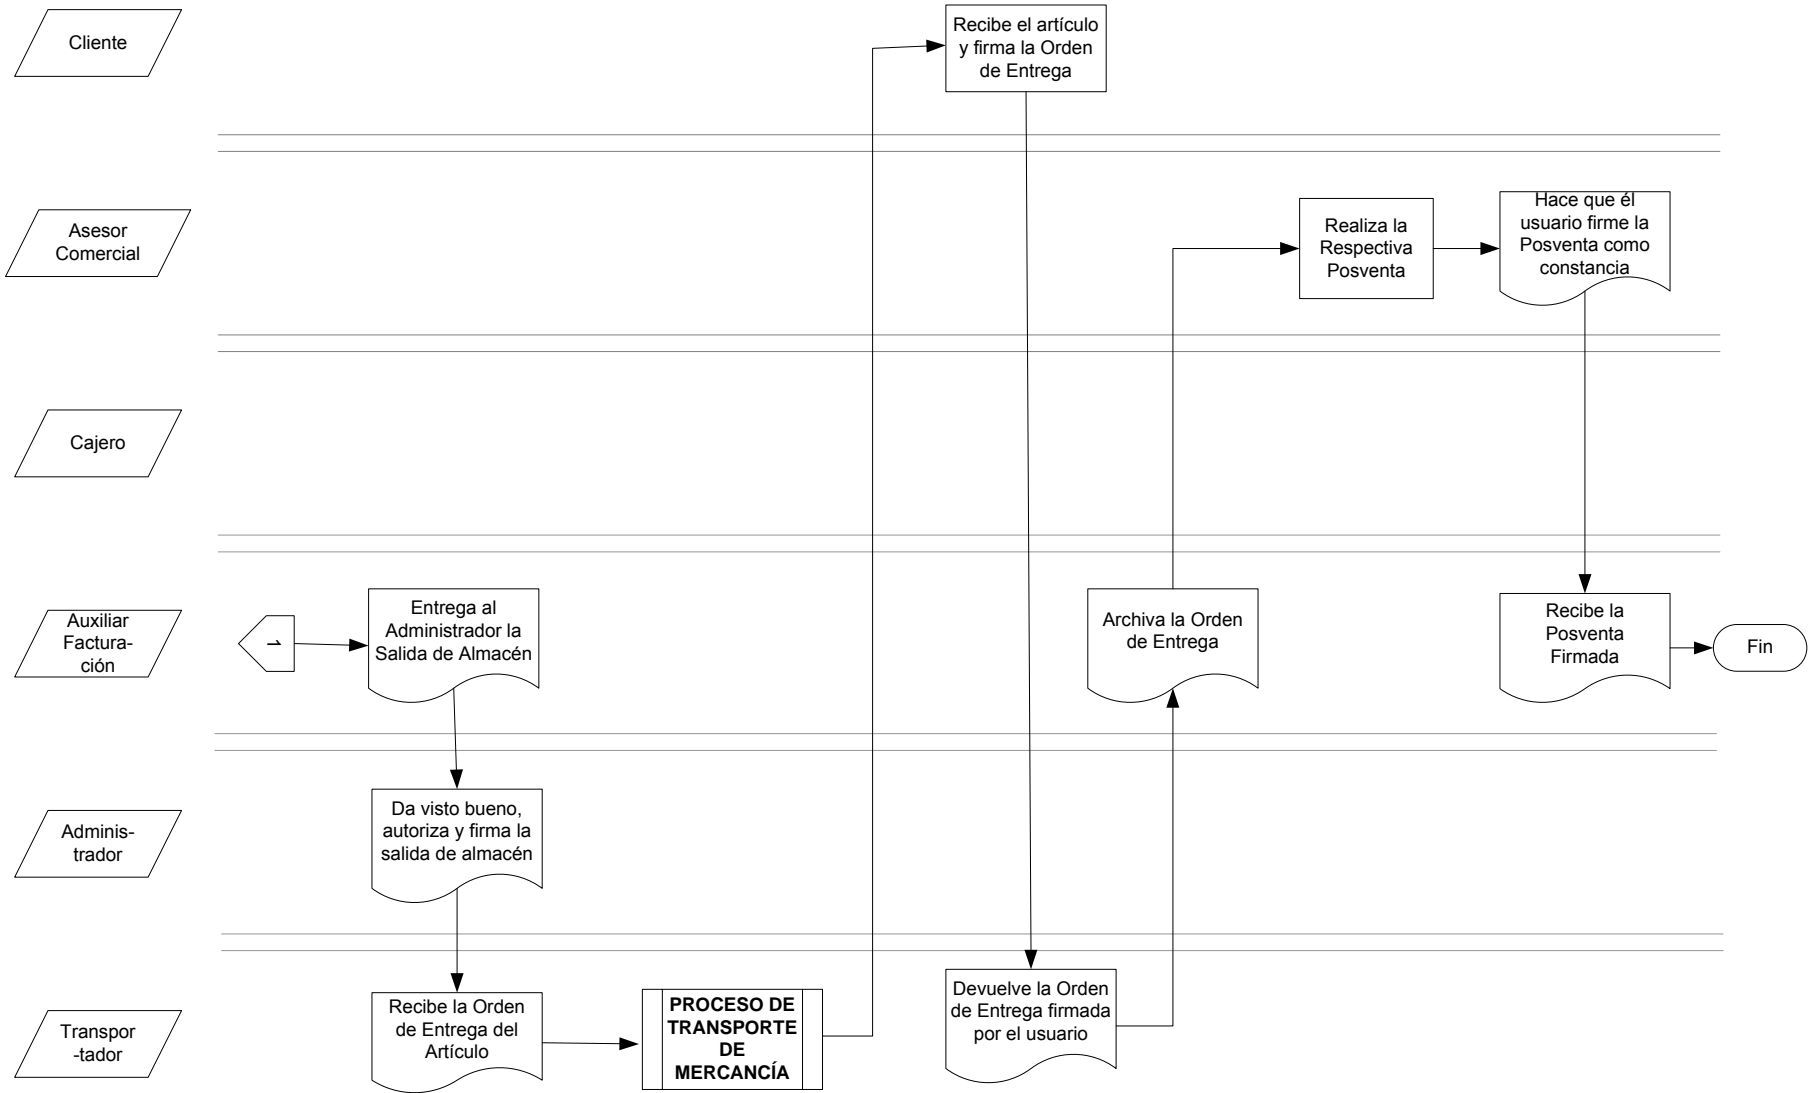 Cliente
Recibe el artículo
y firma la Orden
de Entrega
Asesor
Comercial
Realiza la
Respectiva
Posventa
Hace que él
usuario firme la
Posventa como
constancia
Cajero
Auxiliar
Factura-
ción
1
Entrega al
Administrador la
Salida de Almacén
Archiva la Orden
de Entrega
Recibe la
Posventa
Firmada
Fin
Adminis-
trador
Da visto bueno,
autoriza y firma la
salida de almacén
Transpor
-tador
Recibe la Orden
de Entrega del
Artículo
PROCESO DE
TRANSPORTE
DE
MERCANCÍA
Devuelve la Orden
de Entrega firmada
por el usuario